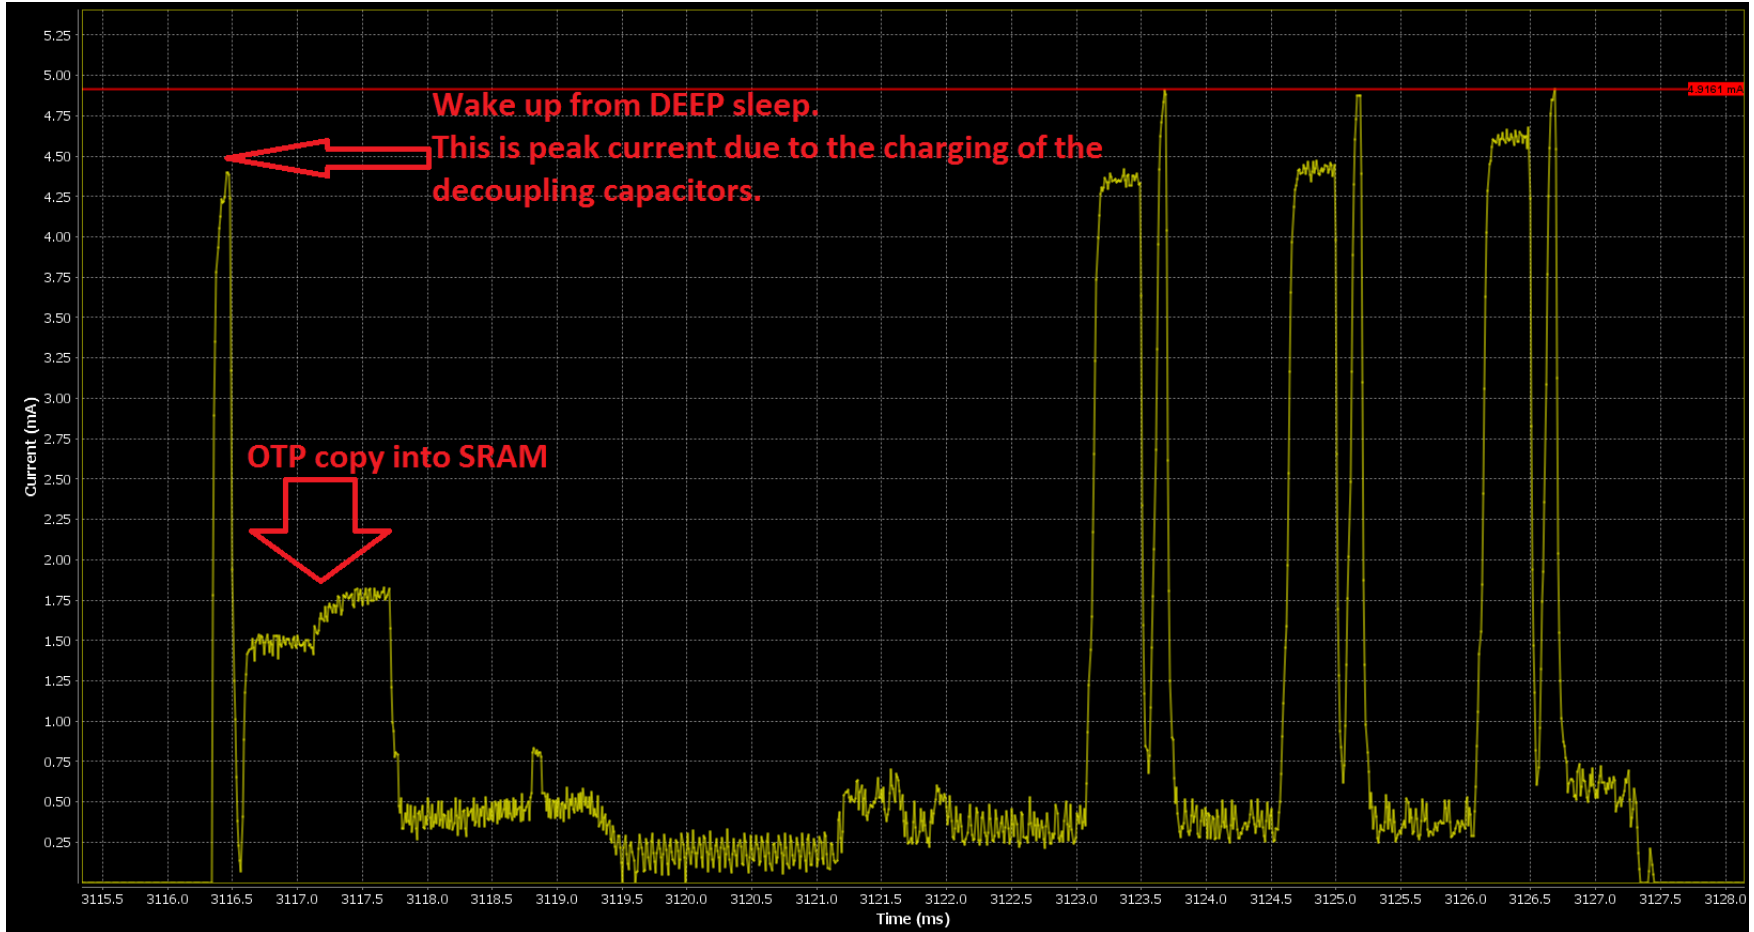 5.25
5.00
4.75
4.50
4.25
4.00
3.75
3.50
3.25
3.00
2.75
2.50
2.25
2.00
1.75
1.50
1.25
1.00
0.75
0.50
0.25
Current (mA)
4.9161 mA
Wake up from DEEP sleep.
This is peak current due to the charging of the
decoupling capacitors.
OTP copy into SRAM
3115.5 3116.0 3116.5 3117.0 3117.5 3118.0 3118.5 3119.0 3119.5 3120.0 3120.5 3121.0 3121.5 3122.0 3122.5 3123.0 3123.5 3124.0 3124.5 3125.0 3125.5 3126.0 3126.5 3127.0 3127.5 3128.0
Time (ms)